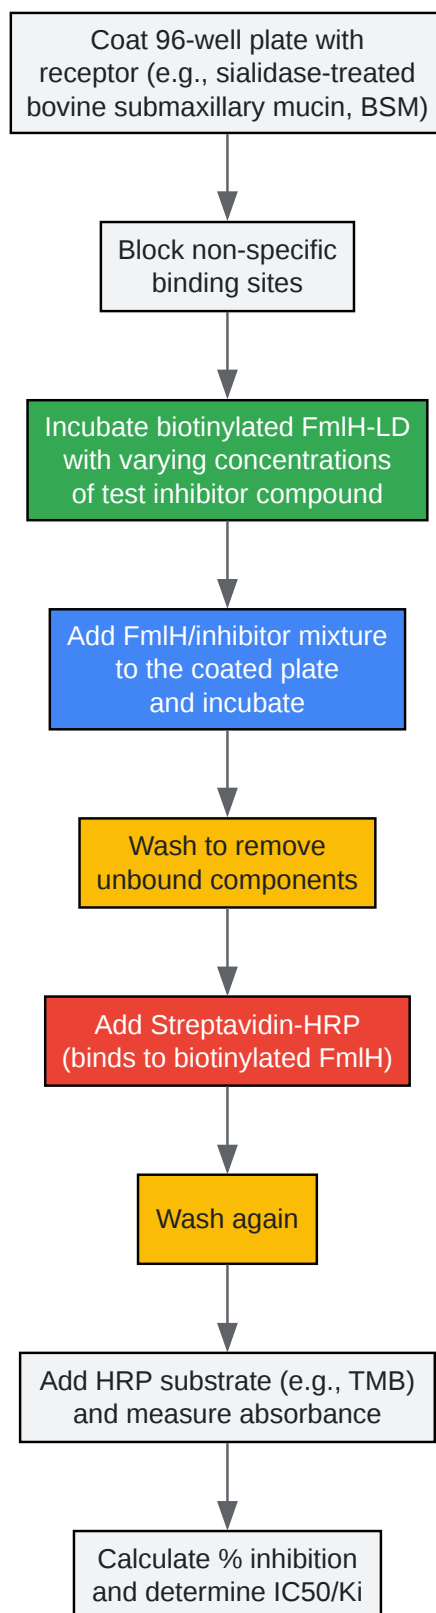 Coat 96-well plate with
receptor (e.g., sialidase-treated
bovine submaxillary mucin, BSM)
Block non-specific
binding sites
Incubate biotinylated FmlH-LD
with varying concentrations
of test inhibitor compound
Add FmlH/inhibitor mixture
to the coated plate
and incubate
Wash to remove
unbound components
Add Streptavidin-HRP
(binds to biotinylated FmlH)
Wash again
Add HRP substrate (e.g., TMB)
and measure absorbance
Calculate % inhibition
and determine IC50/Ki